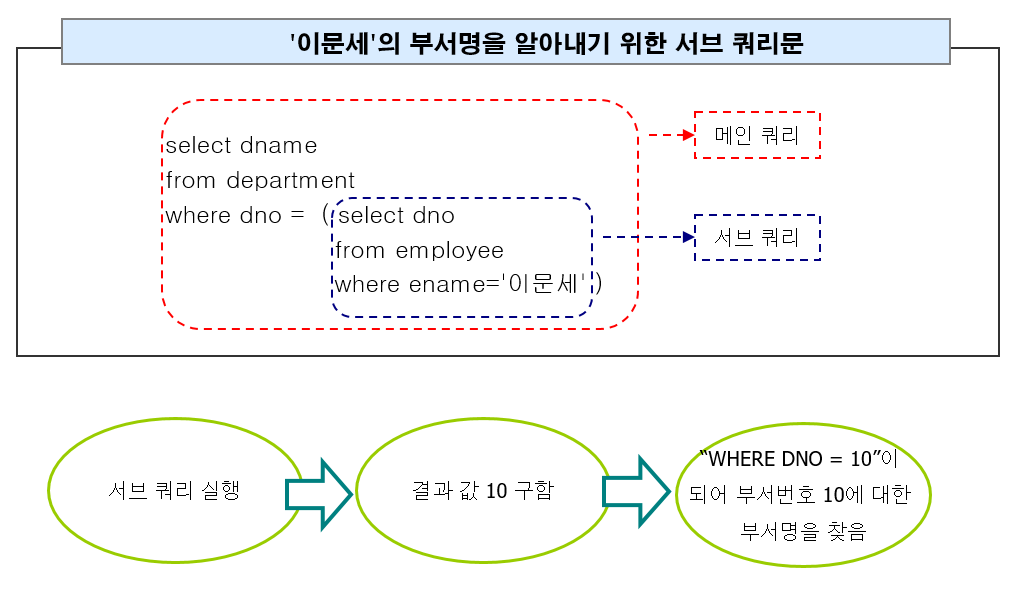 '이문세'의 부서명을 알아내기 위한 서브 쿼리문
select dname
from department
where dno = ( select dno
from employee
where ename='이문세' )
메인 쿼리
서브 쿼리
서브 쿼리 실행
결과 값 10 구함
“WHERE DNO = 10”이
되어 부서번호 10에 대한
부서명을 찾음